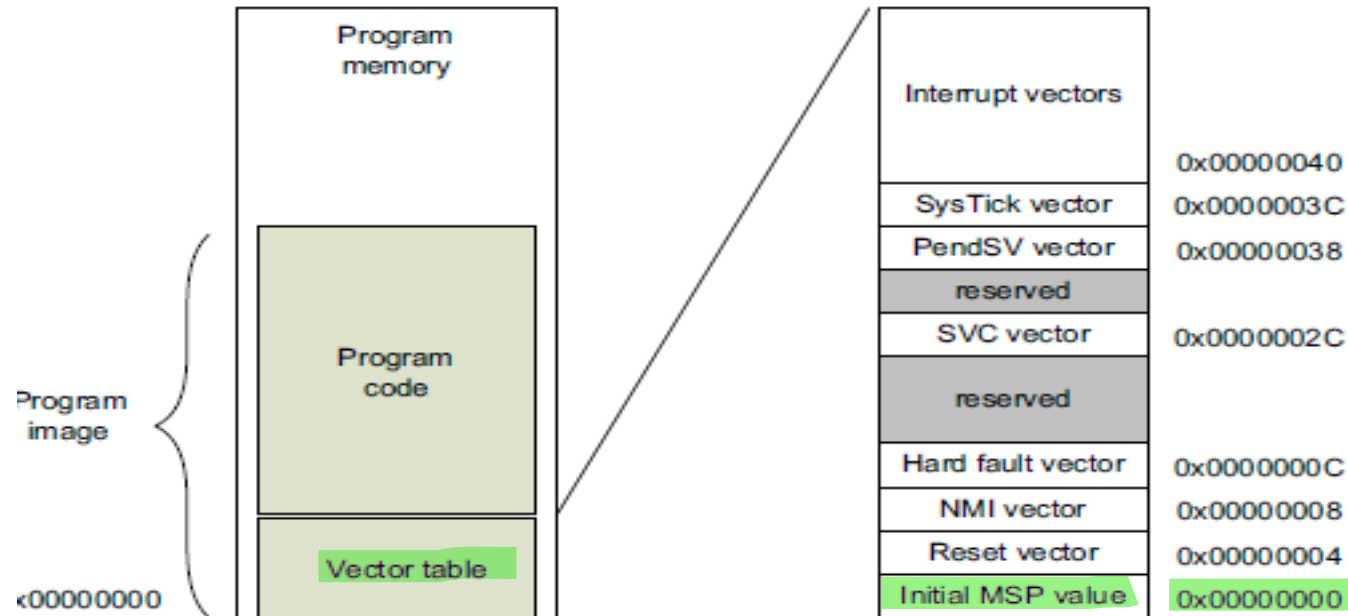 Program
memory
Program
code
Program
image
Vector table
x00000000
Interrupt vectors
0x00000040
SysTick vector 0x0000003C
PendSV vector 0x00000038
reserved
SVC vector 0x0000002C
reserved
Hard fault vector 0x0000000C
NMI vector 0x00000008
Reset vector 0x00000004
Initial MSP value 0x00000000